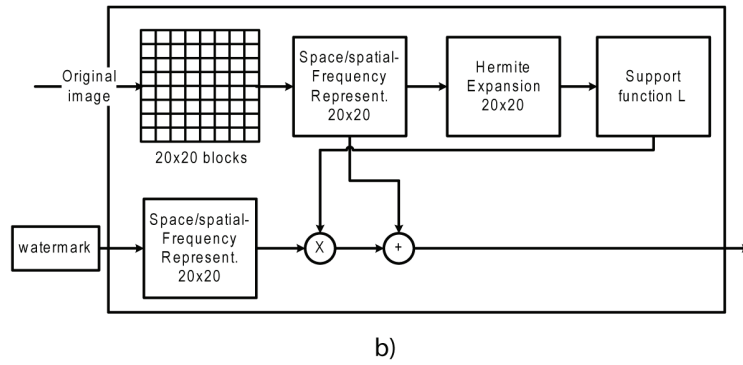 Original
image
20x20 blocks
Space/spatial-
Frequency
Represent.
20x20
Hermite
Expansion
20x20
Support
function L
watermark
Space/spatial-
Frequency
Represent.
20x20
X
+
b)